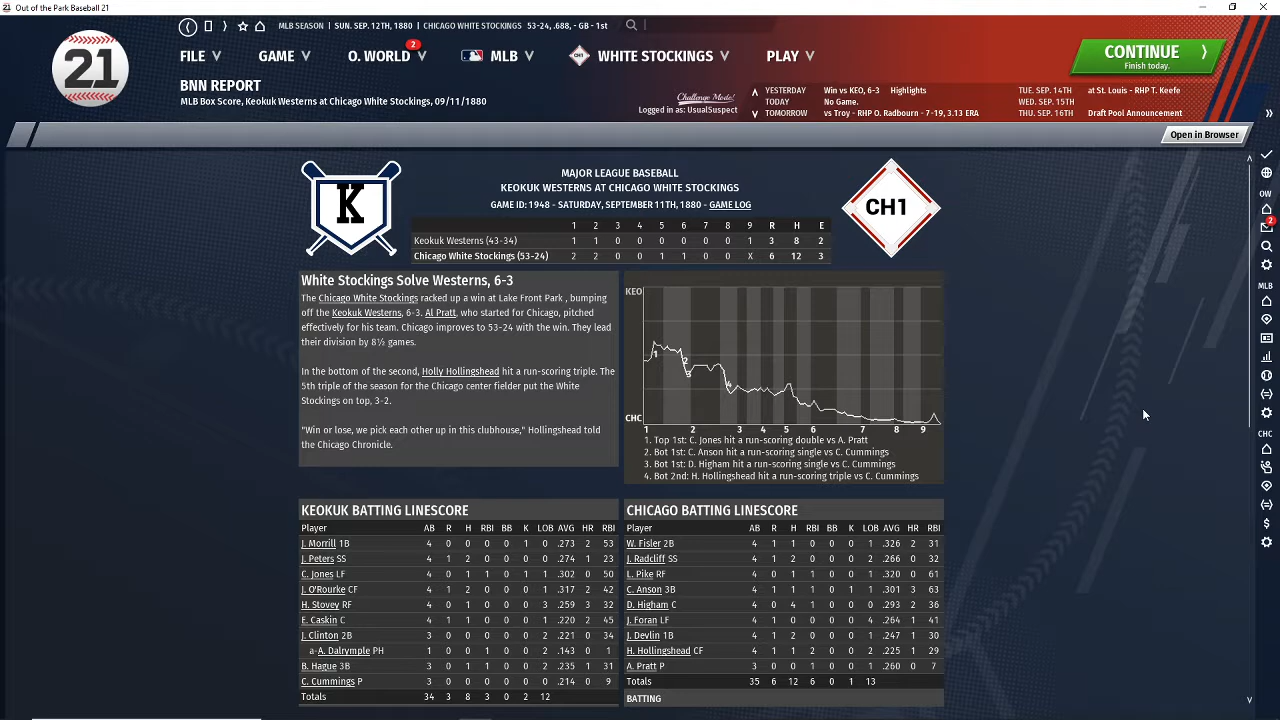 Out of the Park Baseball 21
MLB SEASON | SUN. SEP. 12TH, 1880 | CHICAGO WHITE STOCKINGS 53-24, .688, - GB - 1st
21
FILE GAME O. WORLD 2 MLB CH1 WHITE STOCKINGS PLAY
CONTINUE
Finish today.
BNN REPORT
MLB Box Score, Keokuk Westerns at Chicago White Stockings, 09/11/1880
Challenge Mode!
Logged in as: UsualSuspect
YESTERDAY Win vs KEO, 6-3 Highlights TUE. SEP. 14TH at St. Louis - RHP T. Keefe
TODAY No Game. WED. SEP. 15TH
TOMORROW vs Troy - RHP O. Radbourn - 7-19, 3.13 ERA THU. SEP. 16TH Draft Pool Announcement
Open in Browser
K
CH1
MAJOR LEAGUE BASEBALL
KEOKUK WESTERNS AT CHICAGO WHITE STOCKINGS
GAME ID: 1948 - SATURDAY, SEPTEMBER 11TH, 1880 - GAME LOG
1 2 3 4 5 6 7 8 9 R H E
Keokuk Westerns (43-34) 1 1 0 0 0 0 0 0 1 3 8 2
Chicago White Stockings (53-24) 2 2 0 0 1 1 0 0 X 6 12 3
White Stockings Solve Westerns, 6-3
The Chicago White Stockings racked up a win at Lake Front Park , bumping
off the Keokuk Westerns, 6-3. Al Pratt, who started for Chicago, pitched
effectively for his team. Chicago improves to 53-24 with the win. They lead
their division by 8½ games.
In the bottom of the second, Holly Hollingshead hit a run-scoring triple. The
5th triple of the season for the Chicago center fielder put the White
Stockings on top, 3-2.
"Win or lose, we pick each other up in this clubhouse," Hollingshead told
the Chicago Chronicle.
KEO
1
2
3
4
CHC
1 2 3 4 5 6 7 8 9
1. Top 1st: C. Jones hit a run-scoring double vs A. Pratt
2. Bot 1st: C. Anson hit a run-scoring single vs C. Cummings
3. Bot 1st: D. Higham hit a run-scoring single vs C. Cummings
4. Bot 2nd: H. Hollingshead hit a run-scoring triple vs C. Cummings
KEOKUK BATTING LINESCORE
Player AB R H RBI BB K LOB AVG HR RBI
J. Morrill 1B 4 0 0 0 0 1 0 .273 2 53
J. Peters SS 4 1 2 0 0 0 0 .274 1 23
C. Jones LF 4 0 1 1 0 1 1 .302 0 50
J. O'Rourke CF 4 1 2 0 0 0 1 .317 2 42
H. Stovey RF 4 0 1 0 0 0 3 .259 3 32
E. Caskin C 4 1 1 0 0 0 1 .220 2 45
J. Clinton 2B 3 0 0 0 0 0 2 .221 0 34
a-A. Dalrymple PH 1 0 0 1 0 0 2 .143 0 1
B. Hague 3B 3 0 1 1 0 0 2 .235 1 31
C. Cummings P 3 0 0 0 0 0 0 .214 0 9
Totals 34 3 8 3 0 2 12
CHICAGO BATTING LINESCORE
Player AB R H RBI BB K LOB AVG HR RBI
W. Fisler 2B 4 1 1 0 0 0 1 .326 2 31
J. Radcliff SS 4 1 2 0 0 0 1 .266 0 32
L. Pike RF 4 0 1 1 0 0 1 .320 0 61
C. Anson 3B 4 1 1 1 0 1 0 .301 3 63
D. Higham C 4 0 4 1 0 0 0 .293 2 36
J. Foran LF 4 1 0 0 0 0 4 .264 1 41
J. Devlin 1B 4 1 2 0 0 0 1 .247 1 30
H. Hollingshead CF 4 1 1 2 0 0 2 .225 1 29
A. Pratt P 3 0 0 1 0 0 1 .260 0 7
Totals 35 6 12 6 0 1 13
BATTING
OW
2
MLB
CHC